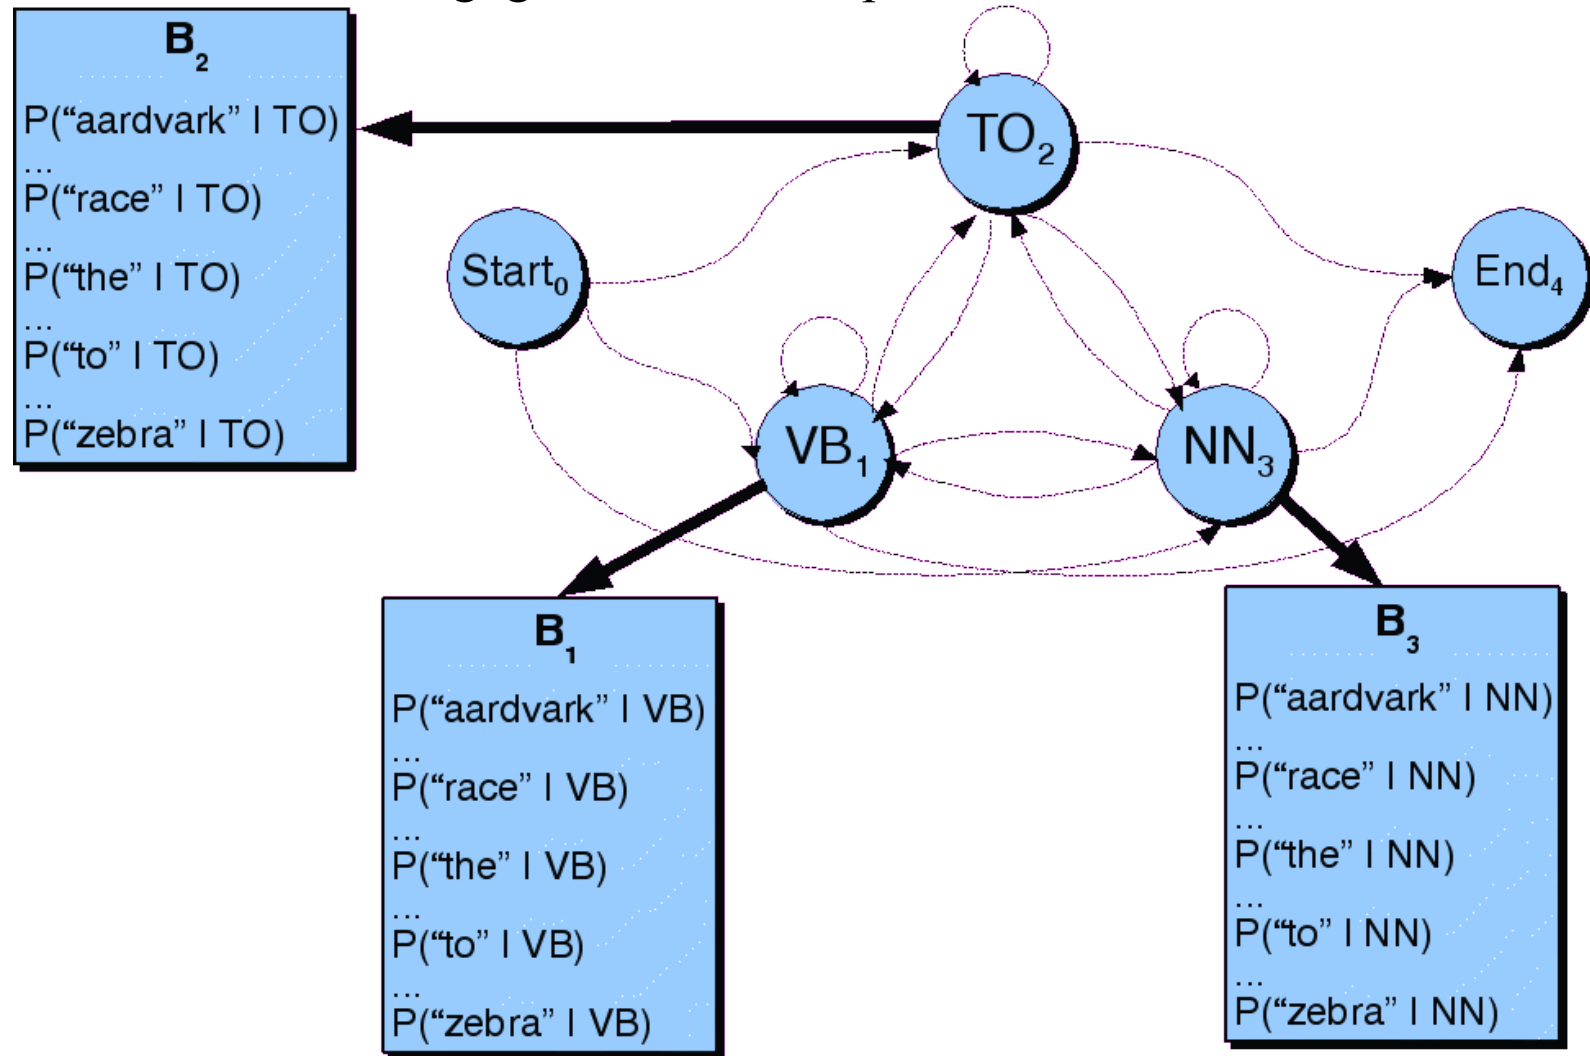 B2
P(“aardvark” | TO)
...
P(“race” | TO)
...
P(“the” | TO)
...
P(“to” | TO)
...
P(“zebra” | TO)
TO2
Start0
End4
VB1
NN3
B1
P(“aardvark” | VB)
...
P(“race” | VB)
...
P(“the” | VB)
...
P(“to” | VB)
...
P(“zebra” | VB)
B3
P(“aardvark” | NN)
...
P(“race” | NN)
...
P(“the” | NN)
...
P(“to” | NN)
...
P(“zebra” | NN)